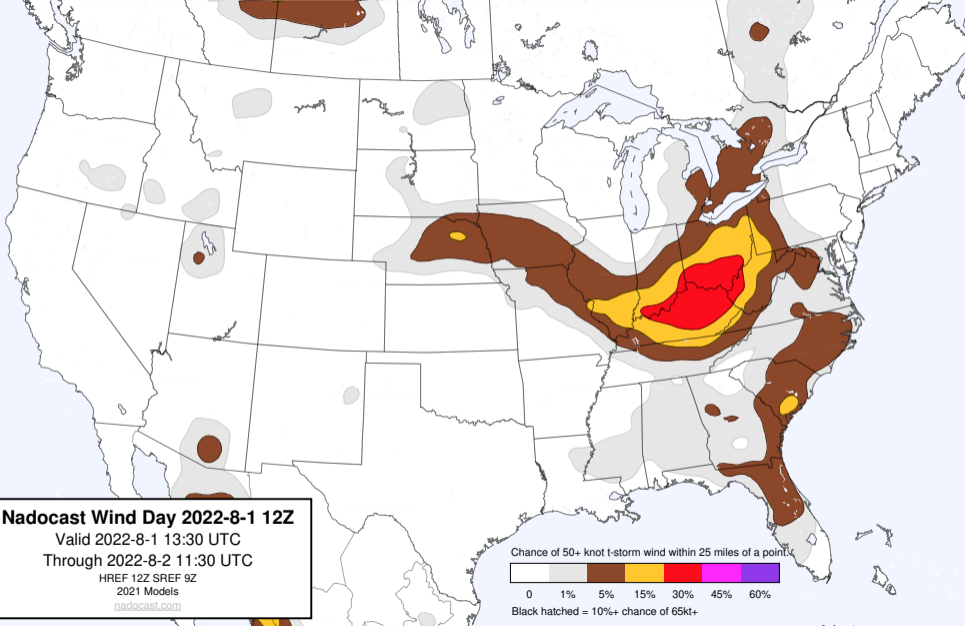 Nadocast Wind Day 2022-8-1 12Z
Valid 2022-8-1 13:30 UTC
Through 2022-8-2 11:30 UTC
HREF 12Z SREF 9Z
2021 Models
nadocast.com
Chance of 50+ knot t-storm wind within 25 miles of a point.
0 1% 5% 15% 30% 45% 60%
Black hatched = 10%+ chance of 65kt+